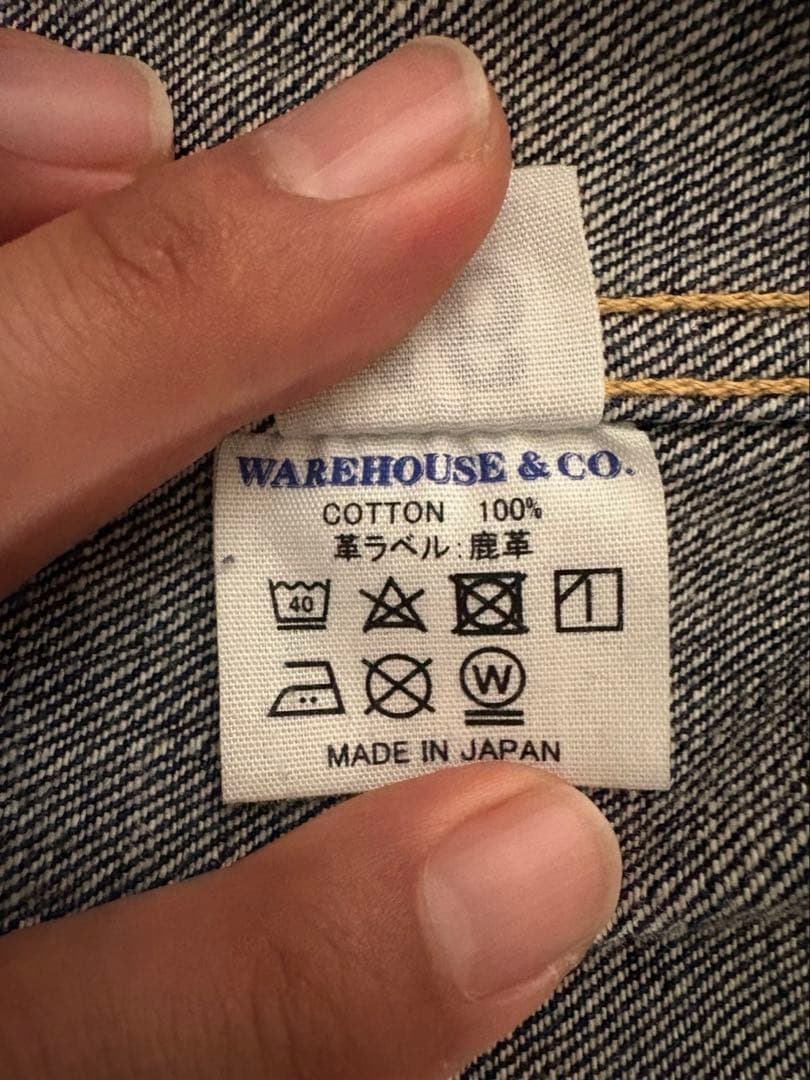 WAREHOUSE & CO.
COTTON 100%
革ラベル:鹿革
40
W
MADE IN JAPAN